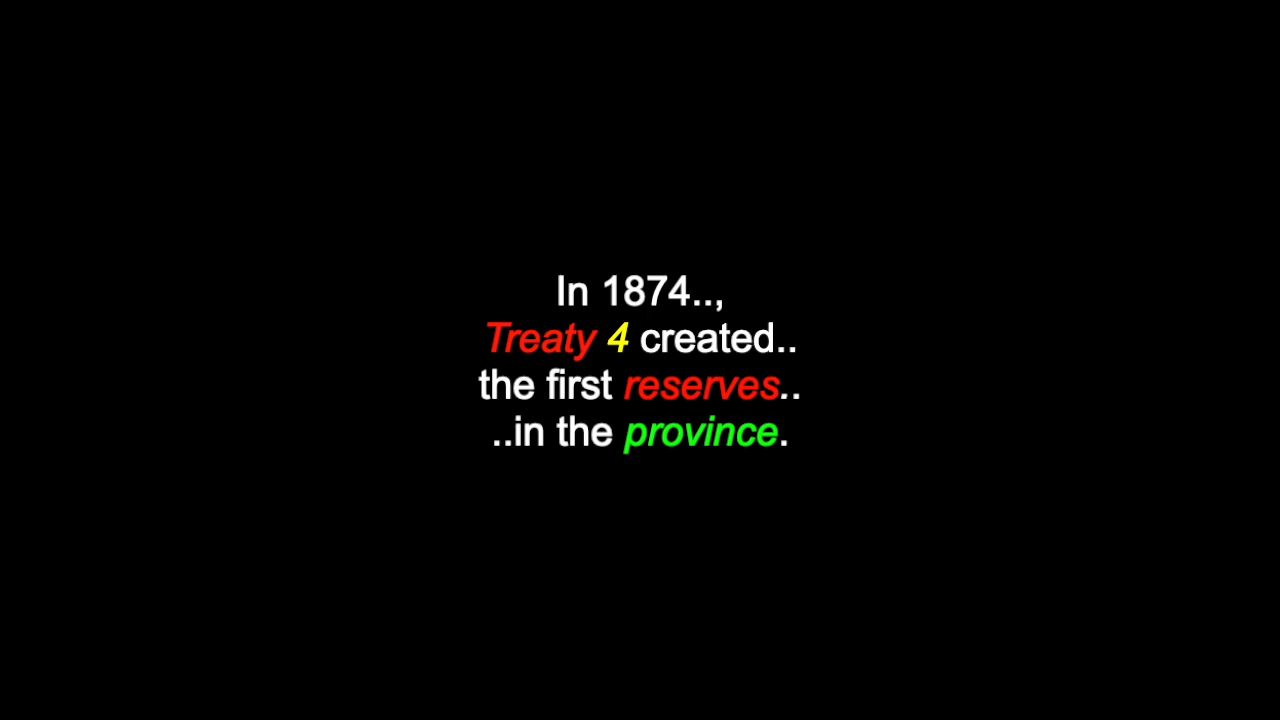 In 1874..,
Treaty 4 created..
the first reserves..
..in the province.